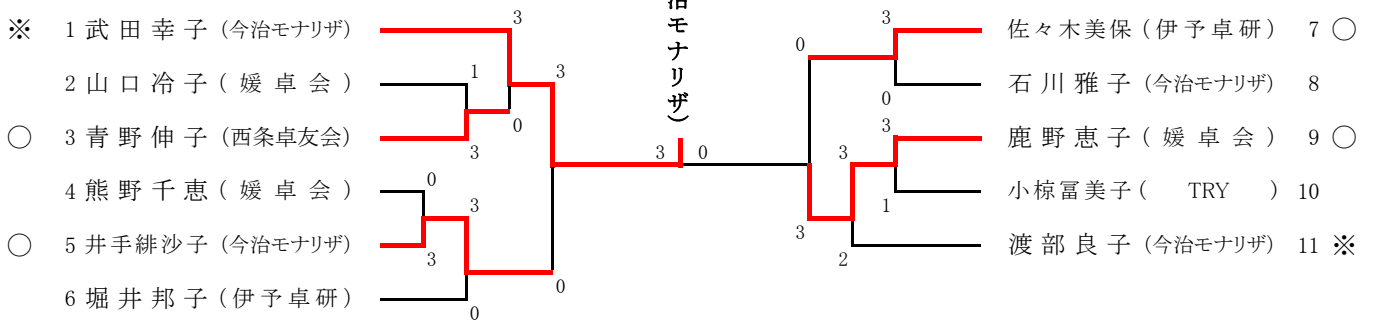 治モナリザ）
※ 1 武田幸子 (今治モナリザ)
2 山口冷子 ( 媛卓会 )
○ 3 青野伸子 (西条卓友会)
4 熊野千恵 ( 媛卓会 )
○ 5 井手緋沙子 (今治モナリザ)
6 堀井邦子 (伊予卓研)
3
1
3
0
3
0
3
3
3
0
0
3 0
0
3
0
3
3
1
3
2
佐々木美保 (伊予卓研) 7 ○
石川雅子 (今治モナリザ) 8
鹿野恵子 ( 媛卓会 ) 9 ○
小椋冨美子 ( TRY ) 10
渡部良子 (今治モナリザ) 11 ※